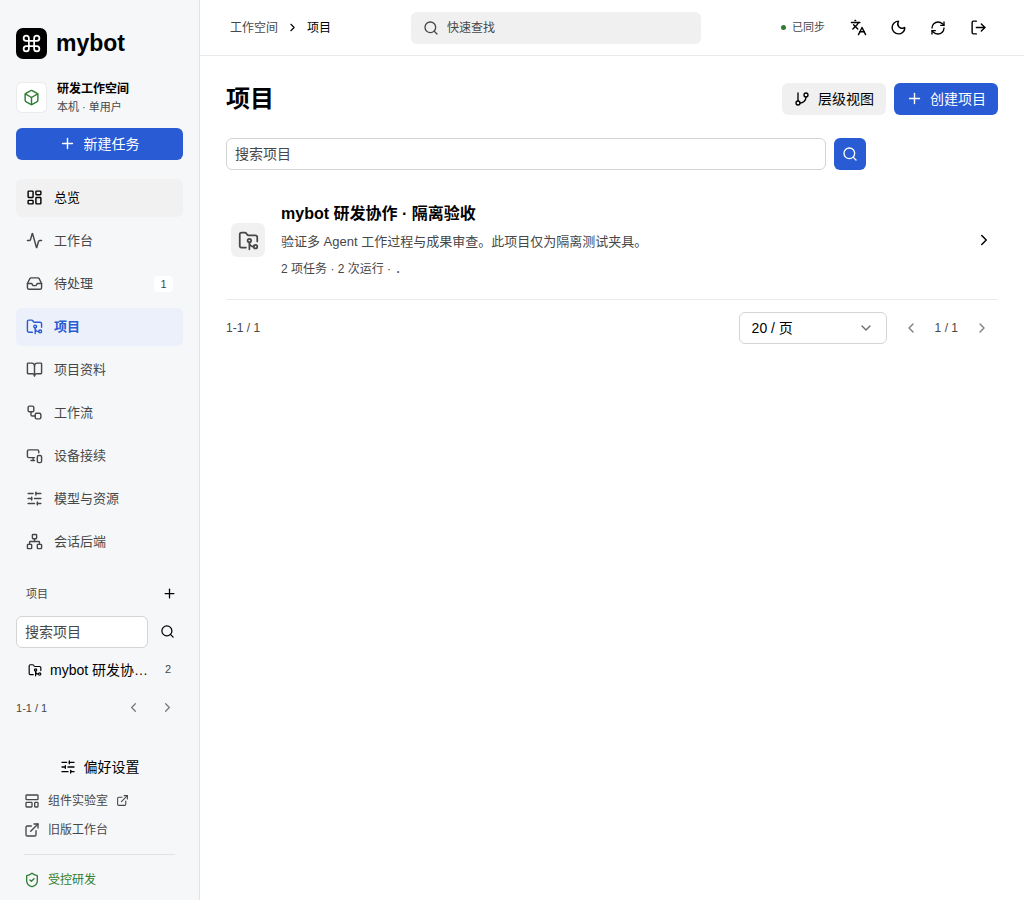 mybot
研发工作空间
本机 · 单用户
新建任务
总览
工作台
待处理 1
项目
项目资料
工作流
设备接续
模型与资源
会话后端
项目
搜索项目
mybot 研发协… 2
1-1 / 1
偏好设置
组件实验室
旧版工作台
受控研发
工作空间 项目
快速查找
已同步
项目
层级视图
创建项目
搜索项目
mybot 研发协作 · 隔离验收
验证多 Agent 工作过程与成果审查。此项目仅为隔离测试夹具。
2 项任务 · 2 次运行 · .
1-1 / 1
20 / 页
1 / 1